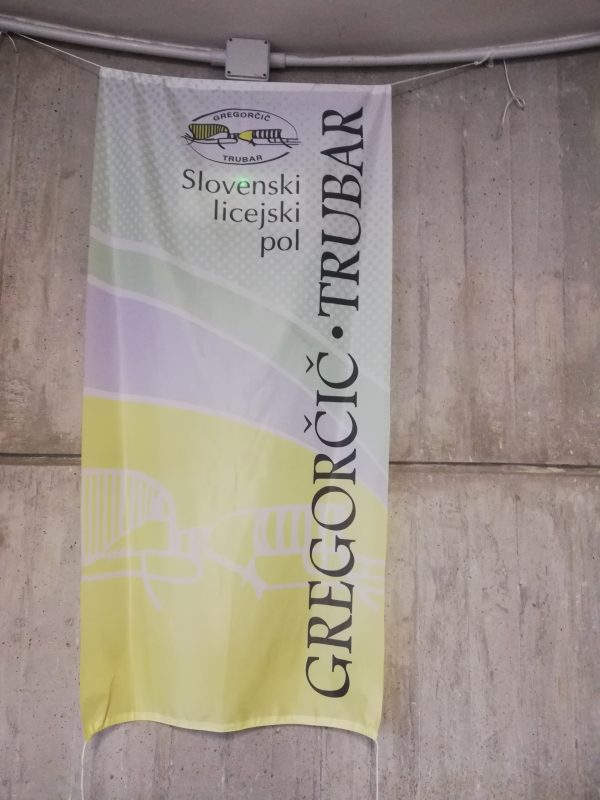 GREGORČIČ
TRUBAR
Slovenski
licejski
pol
GREGORČIČ • TRUBAR